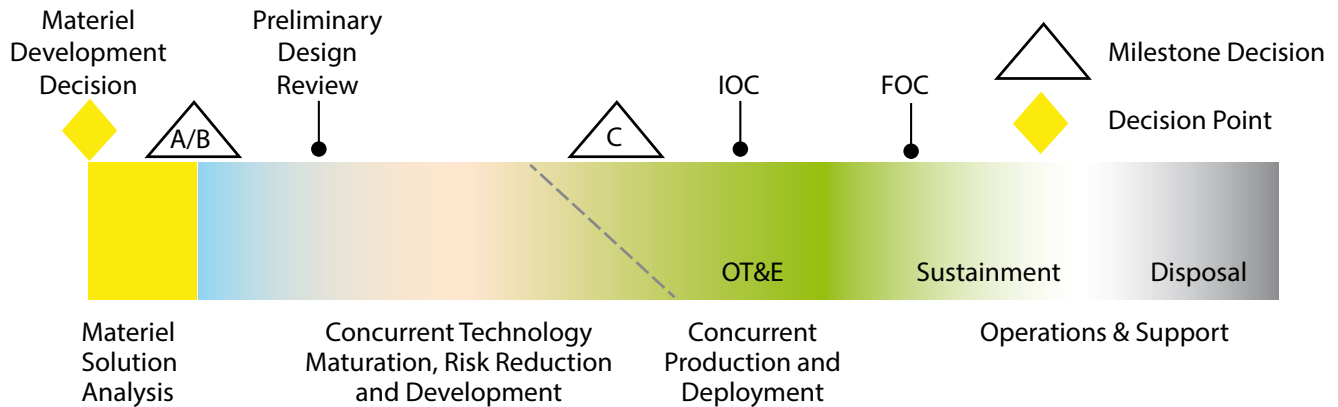 Materiel
Development
Decision
Preliminary
Design
Review
IOC
FOC
Milestone Decision
Decision Point
A/B
C
OT&E
Sustainment
Disposal
Materiel
Solution
Analysis
Concurrent Technology
Maturation, Risk Reduction
and Development
Concurrent
Production and
Deployment
Operations & Support